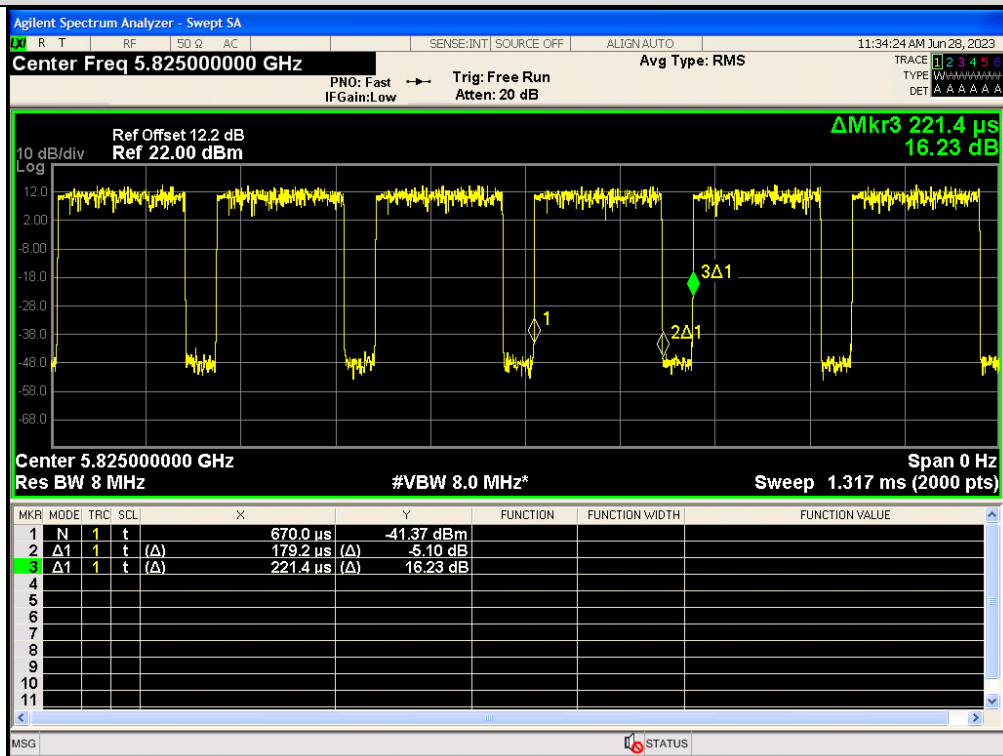 Agilent Spectrum Analyzer - Swept SA
LXI R T RF 50 Ω AC SENSE:INT SOURCE OFF ALIGN AUTO 11:34:24 AM Jun 28, 2023
Center Freq 5.825000000 GHz Avg Type: RMS TRACE 1 2 3 4 5 6
PNO: Fast Trig: Free Run TYPE
IFGain:Low Atten: 20 dB DET A A A A A A
ΔMkr3 221.4 µs
Ref Offset 12.2 dB
10 dB/div Ref 22.00 dBm 16.23 dB
Log
12.0
2.00
-8.00
-18.0
3Δ1
-28.0
1
2Δ1
-38.0
-48.0
-58.0
-68.0
Center 5.825000000 GHz Span 0 Hz
Res BW 8 MHz #VBW 8.0 MHz* Sweep 1.317 ms (2000 pts)
MKR MODE TRC SCL X Y FUNCTION FUNCTION WIDTH FUNCTION VALUE
1 N 1 t 670.0 µs -41.37 dBm
2 Δ1 1 t (Δ) 179.2 µs (Δ) -5.10 dB
3 Δ1 1 t (Δ) 221.4 µs (Δ) 16.23 dB
4
5
6
7
8
9
10
11
MSG STATUS